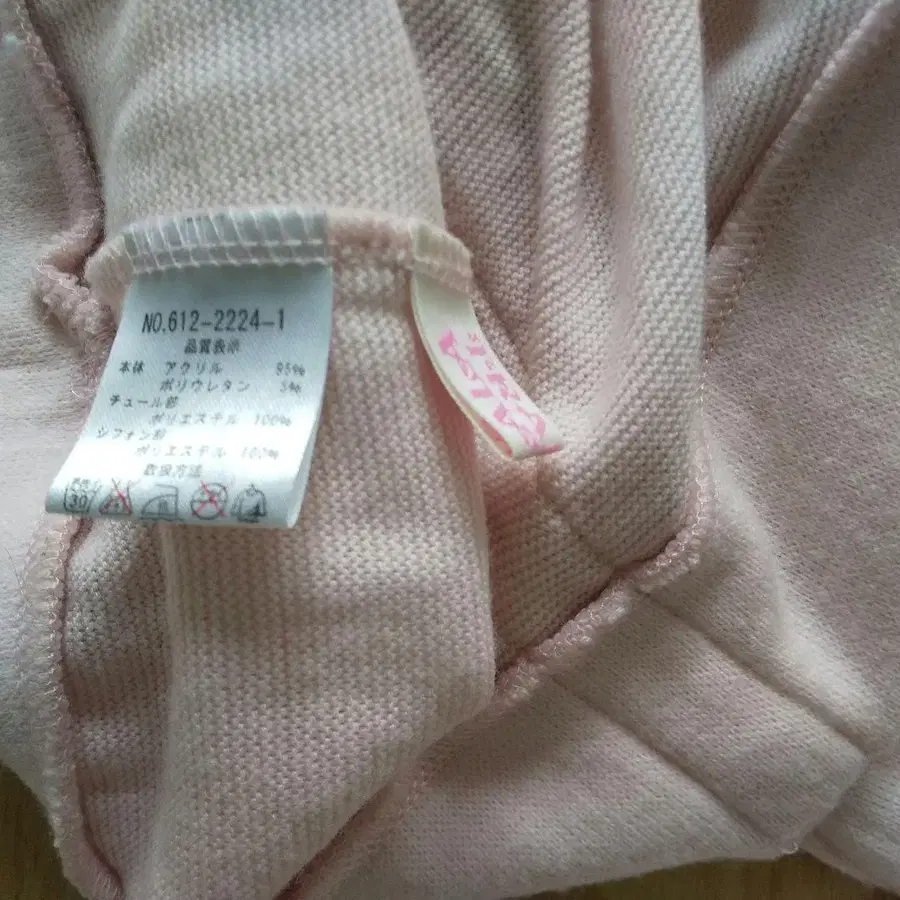 NO.612-2224-1
品質表示
本体 アクリル 95%
ポリウレタン 5%
チュール部
ポリエステル 100%
シフォン部
ポリエステル 100%
取扱方法
30